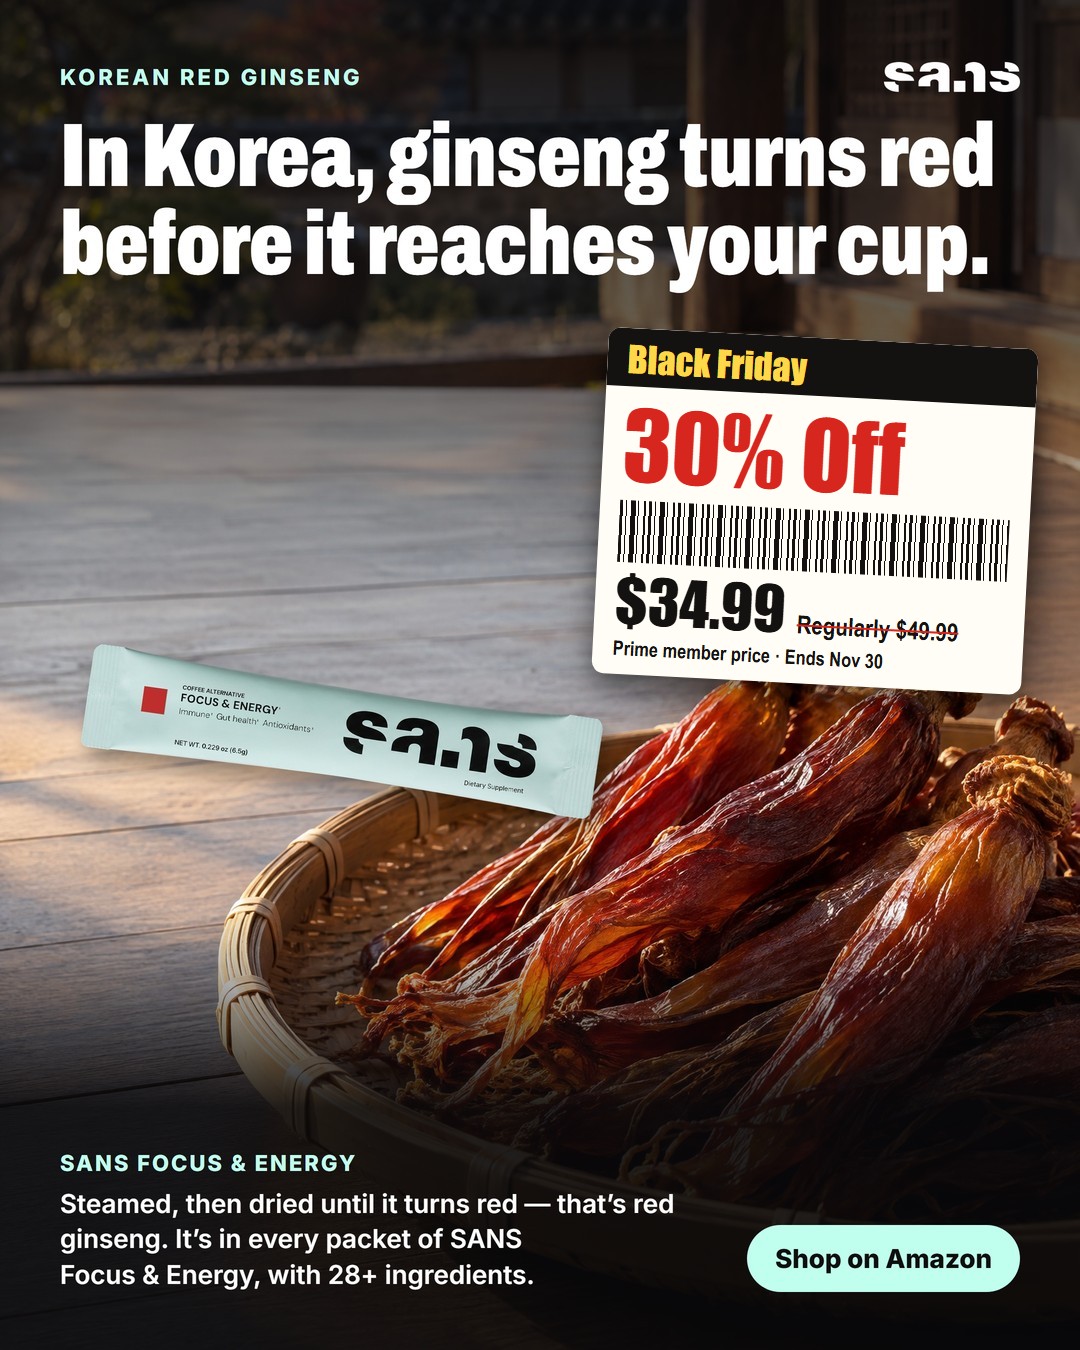 KOREAN RED GINSENG
sans
In Korea, ginseng turns red
before it reaches your cup.
Black Friday
30% Off
$34.99 Regularly $49.99
Prime member price · Ends Nov 30
COFFEE ALTERNATIVE
FOCUS & ENERGY
Immune† Gut health† Antioxidants†
NET WT. 0.229 oz (6.5g)
sans
Dietary Supplement
SANS FOCUS & ENERGY
Steamed, then dried until it turns red — that’s red
ginseng. It’s in every packet of SANS
Focus & Energy, with 28+ ingredients.
Shop on Amazon